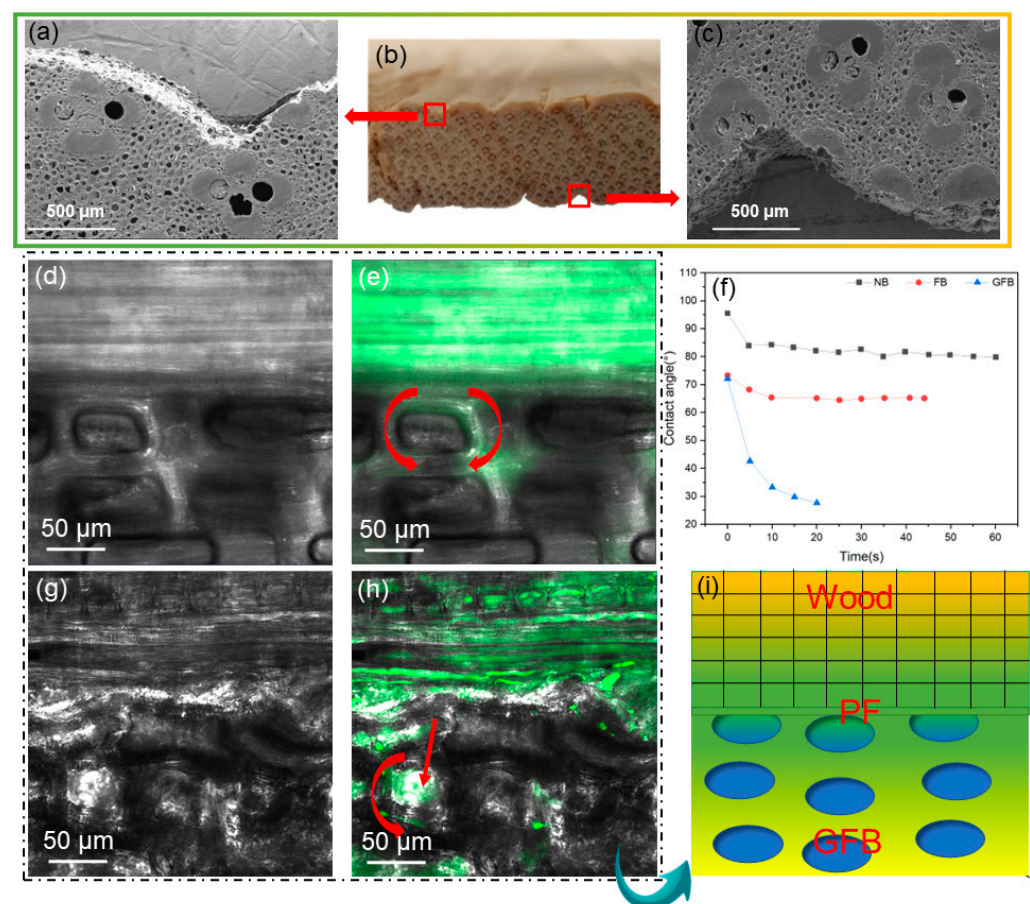 (a)
(b)
(c)
500 µm
500 µm
(d)
(e)
50 µm
50 µm
(f)
NB
FB
GFB
Contact angle(°)
110
100
90
80
70
60
50
40
30
20
0
10
20
30
40
50
60
Time(s)
(g)
(h)
50 µm
50 µm
(i)
Wood
PF
GFB